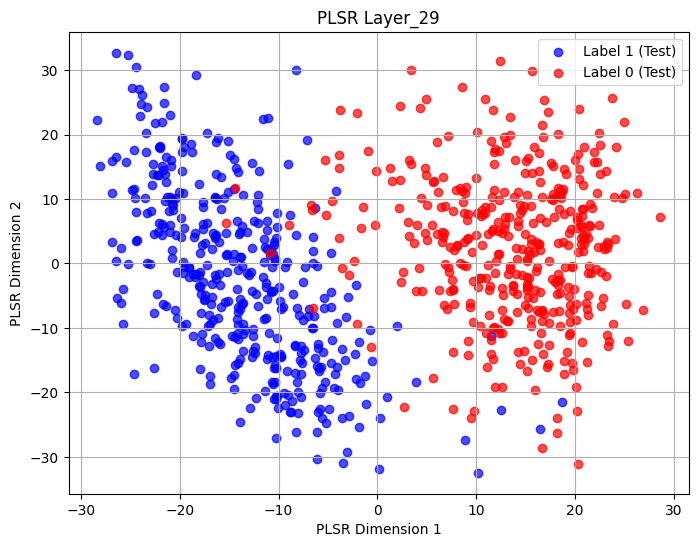 PLSR Layer_29
Label 1 (Test)
Label 0 (Test)
PLSR Dimension 2
30
20
10
0
−10
−20
−30
−30 −20 −10 0 10 20 30
PLSR Dimension 1